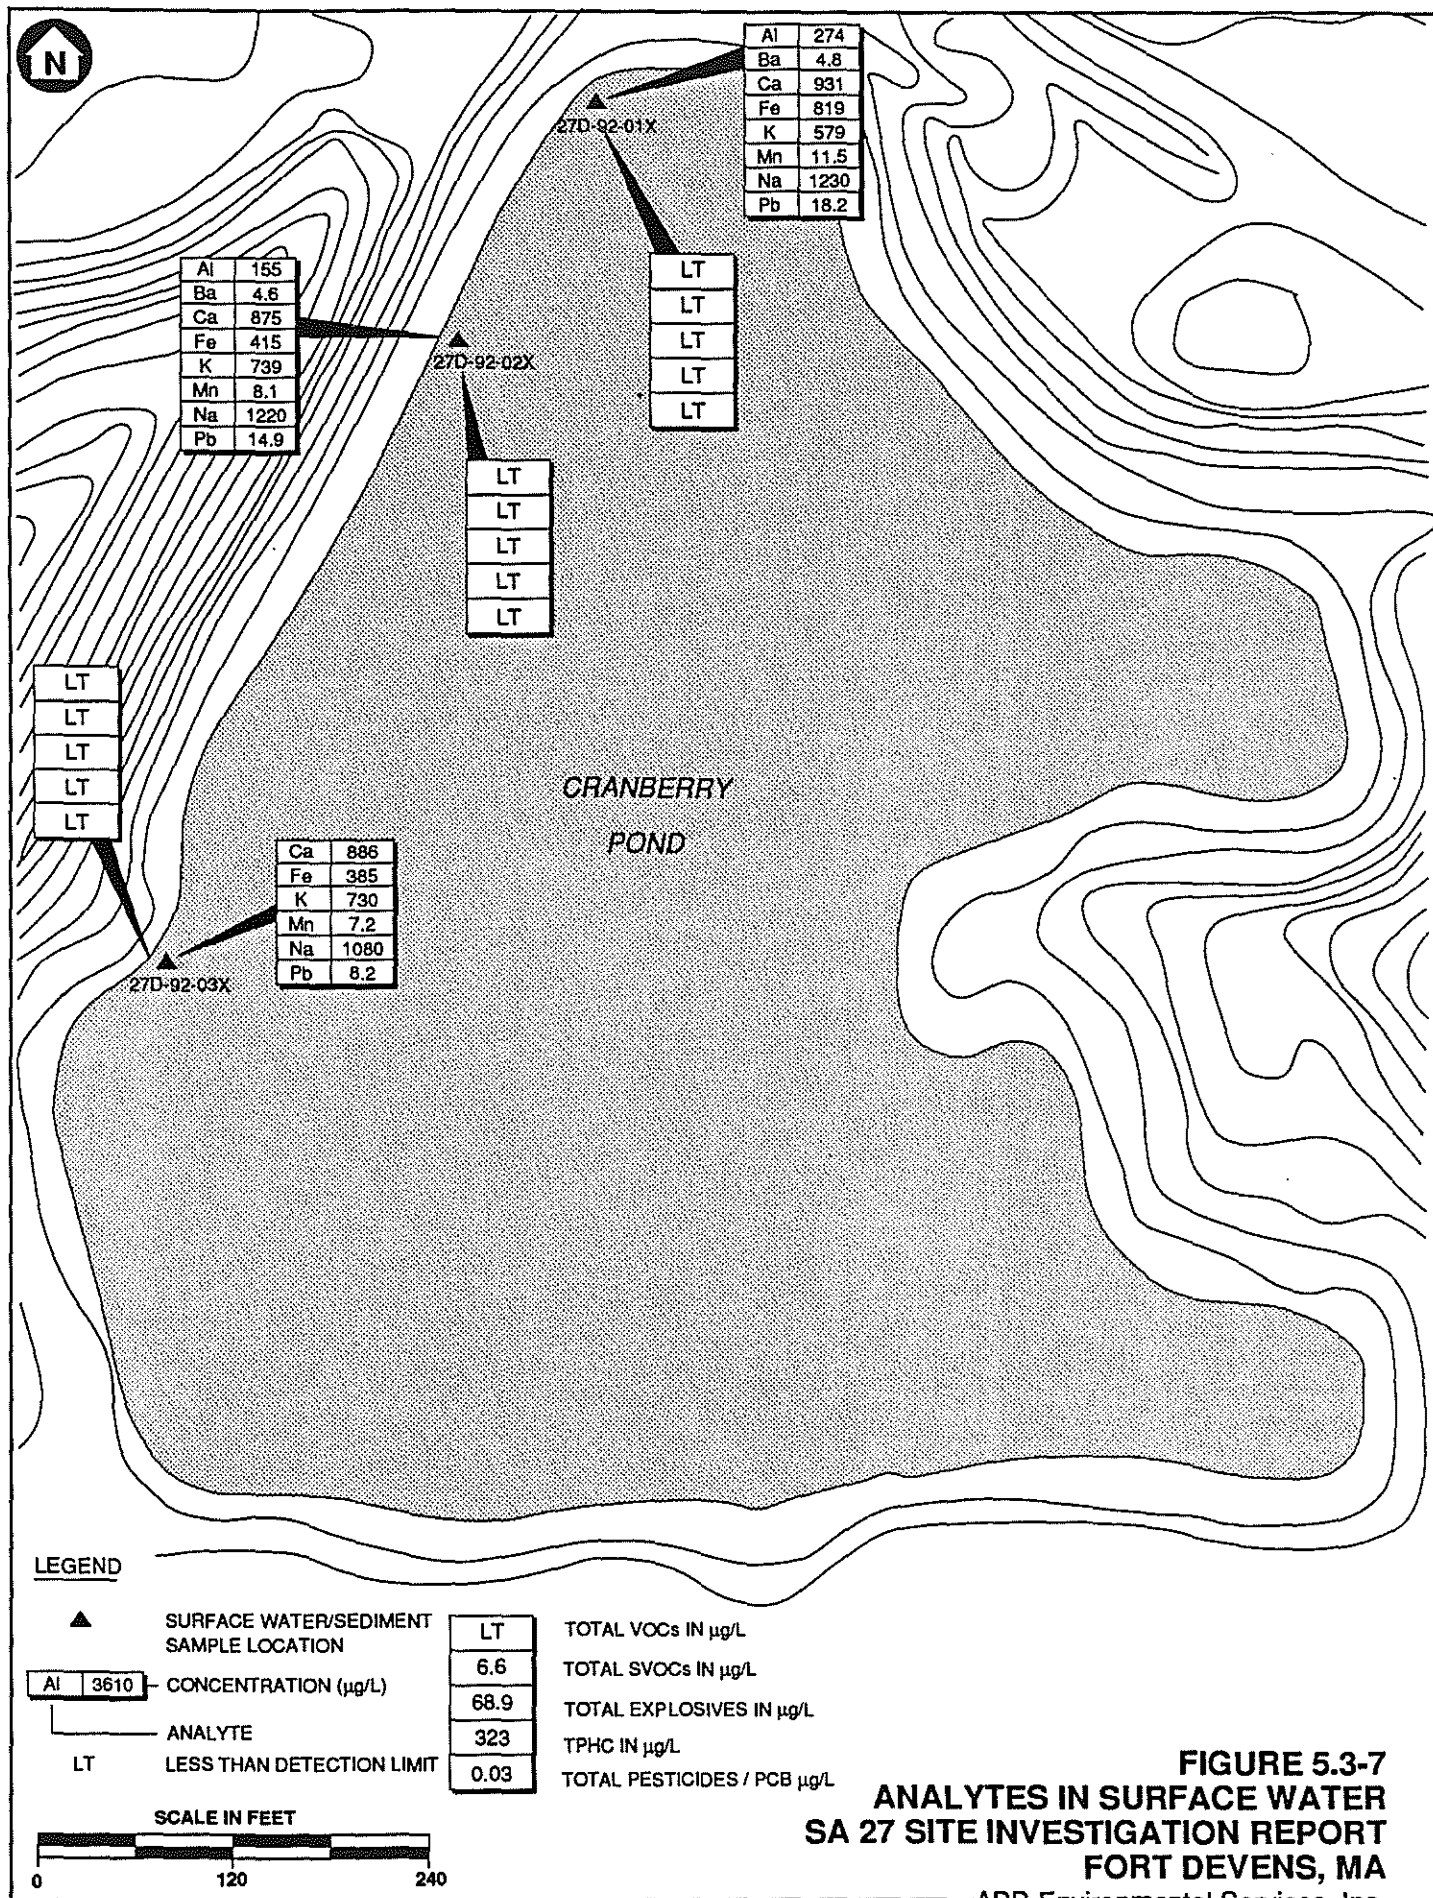 N
Al 274
Ba 4.8
Ca 931
Fe 819
K 579
Mn 11.5
Na 1230
Pb 18.2
27D-92-01X
LT
LT
LT
LT
LT
Al 155
Ba 4.6
Ca 875
Fe 415
K 739
Mn 8.1
Na 1220
Pb 14.9
27D-92-02X
LT
LT
LT
LT
LT
LT
LT
LT
LT
LT
CRANBERRY
POND
Ca 886
Fe 385
K 730
Mn 7.2
Na 1080
Pb 8.2
27D-92-03X
LEGEND
SURFACE WATER/SEDIMENT
SAMPLE LOCATION
Al 3610 CONCENTRATION (µg/L)
ANALYTE
LT LESS THAN DETECTION LIMIT
LT TOTAL VOCs IN µg/L
6.6 TOTAL SVOCs IN µg/L
68.9 TOTAL EXPLOSIVES IN µg/L
323 TPHC IN µg/L
0.03 TOTAL PESTICIDES / PCB µg/L
SCALE IN FEET
0 120 240
FIGURE 5.3-7
ANALYTES IN SURFACE WATER
SA 27 SITE INVESTIGATION REPORT
FORT DEVENS, MA
Environmental Services, Inc.